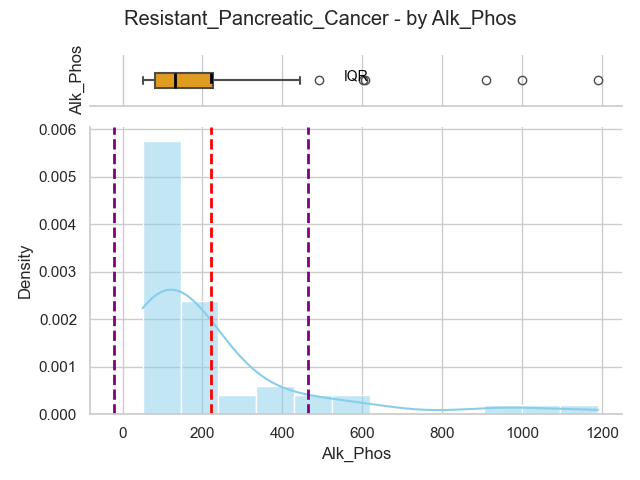 Resistant_Pancreatic_Cancer - by Alk_Phos
Alk_Phos
IQR
0.006
0.005
0.004
0.003
0.002
0.001
0.000
Density
0 200 400 600 800 1000 1200
Alk_Phos